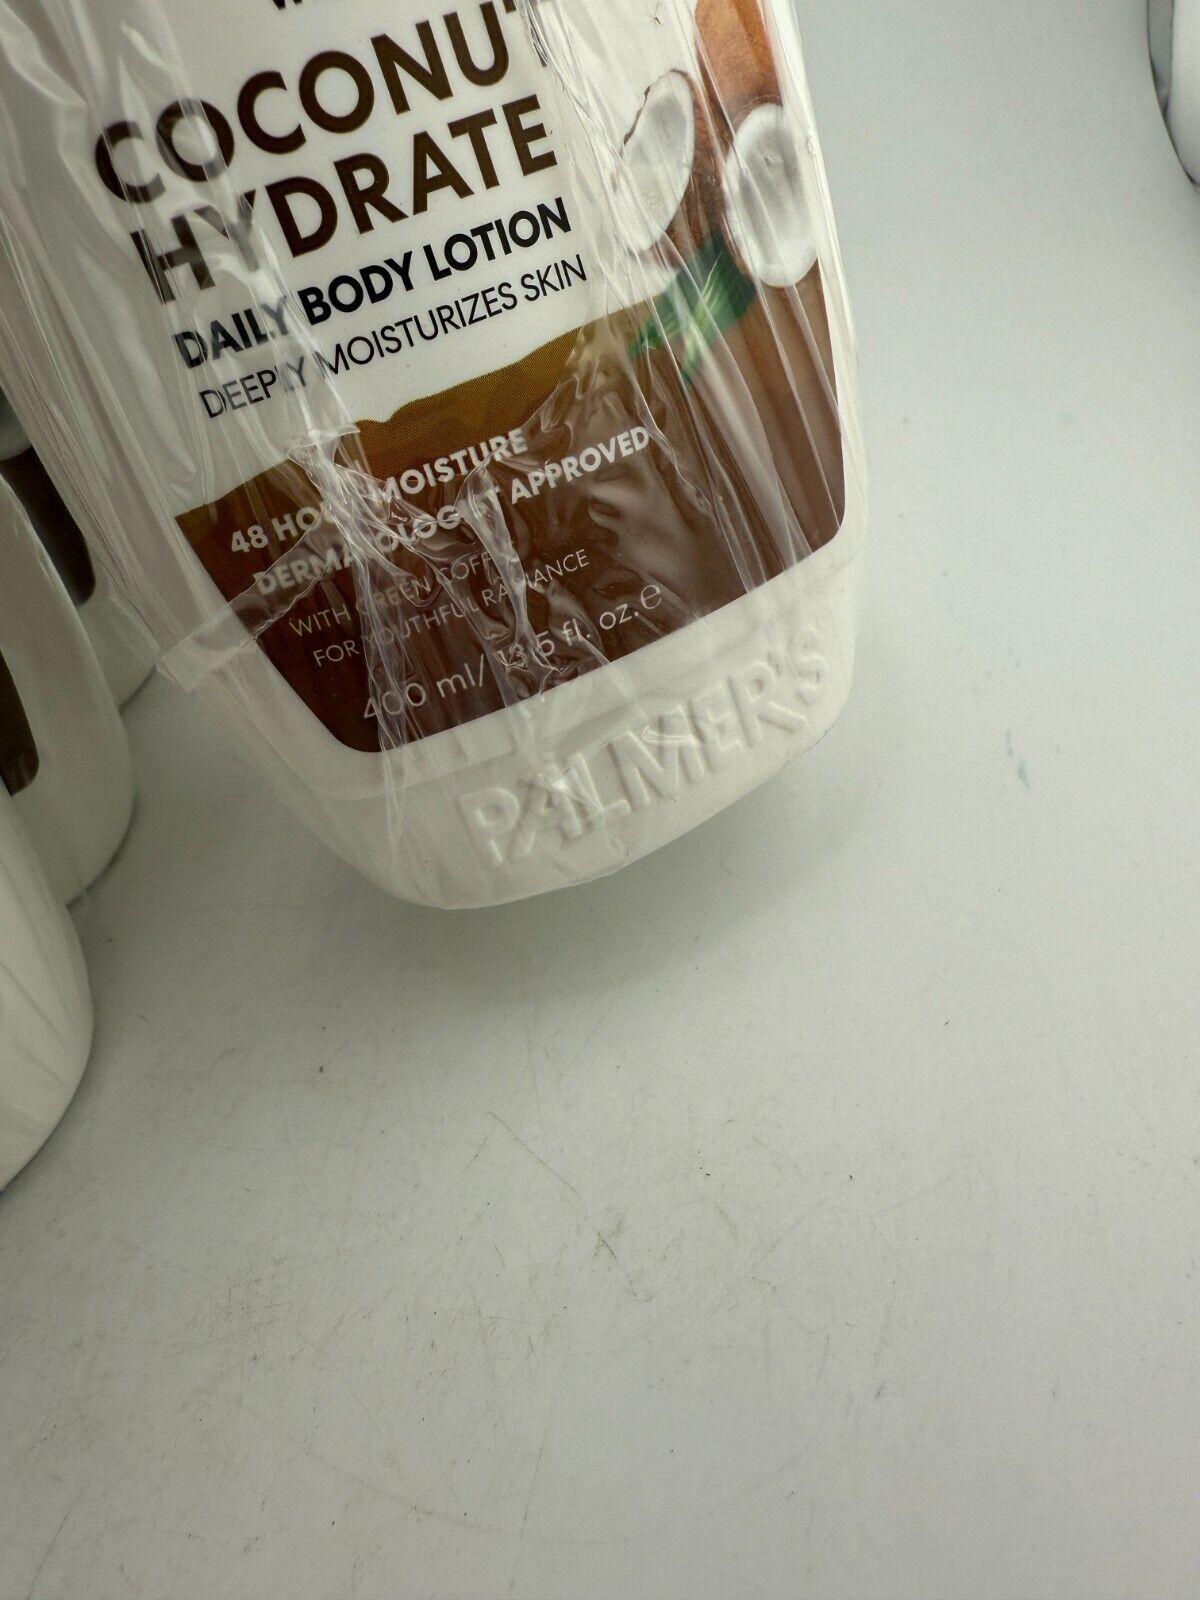 COCONUT
HYDRATE
DAILY BODY LOTION
DEEPLY MOISTURIZES SKIN
48 HOUR MOISTURE
DERMATOLOGIST APPROVED
WITH GREEN COFFEE
FOR YOUTHFUL RADIANCE
400 ml/ 13.5 fl. oz. ℮
PALMER'S